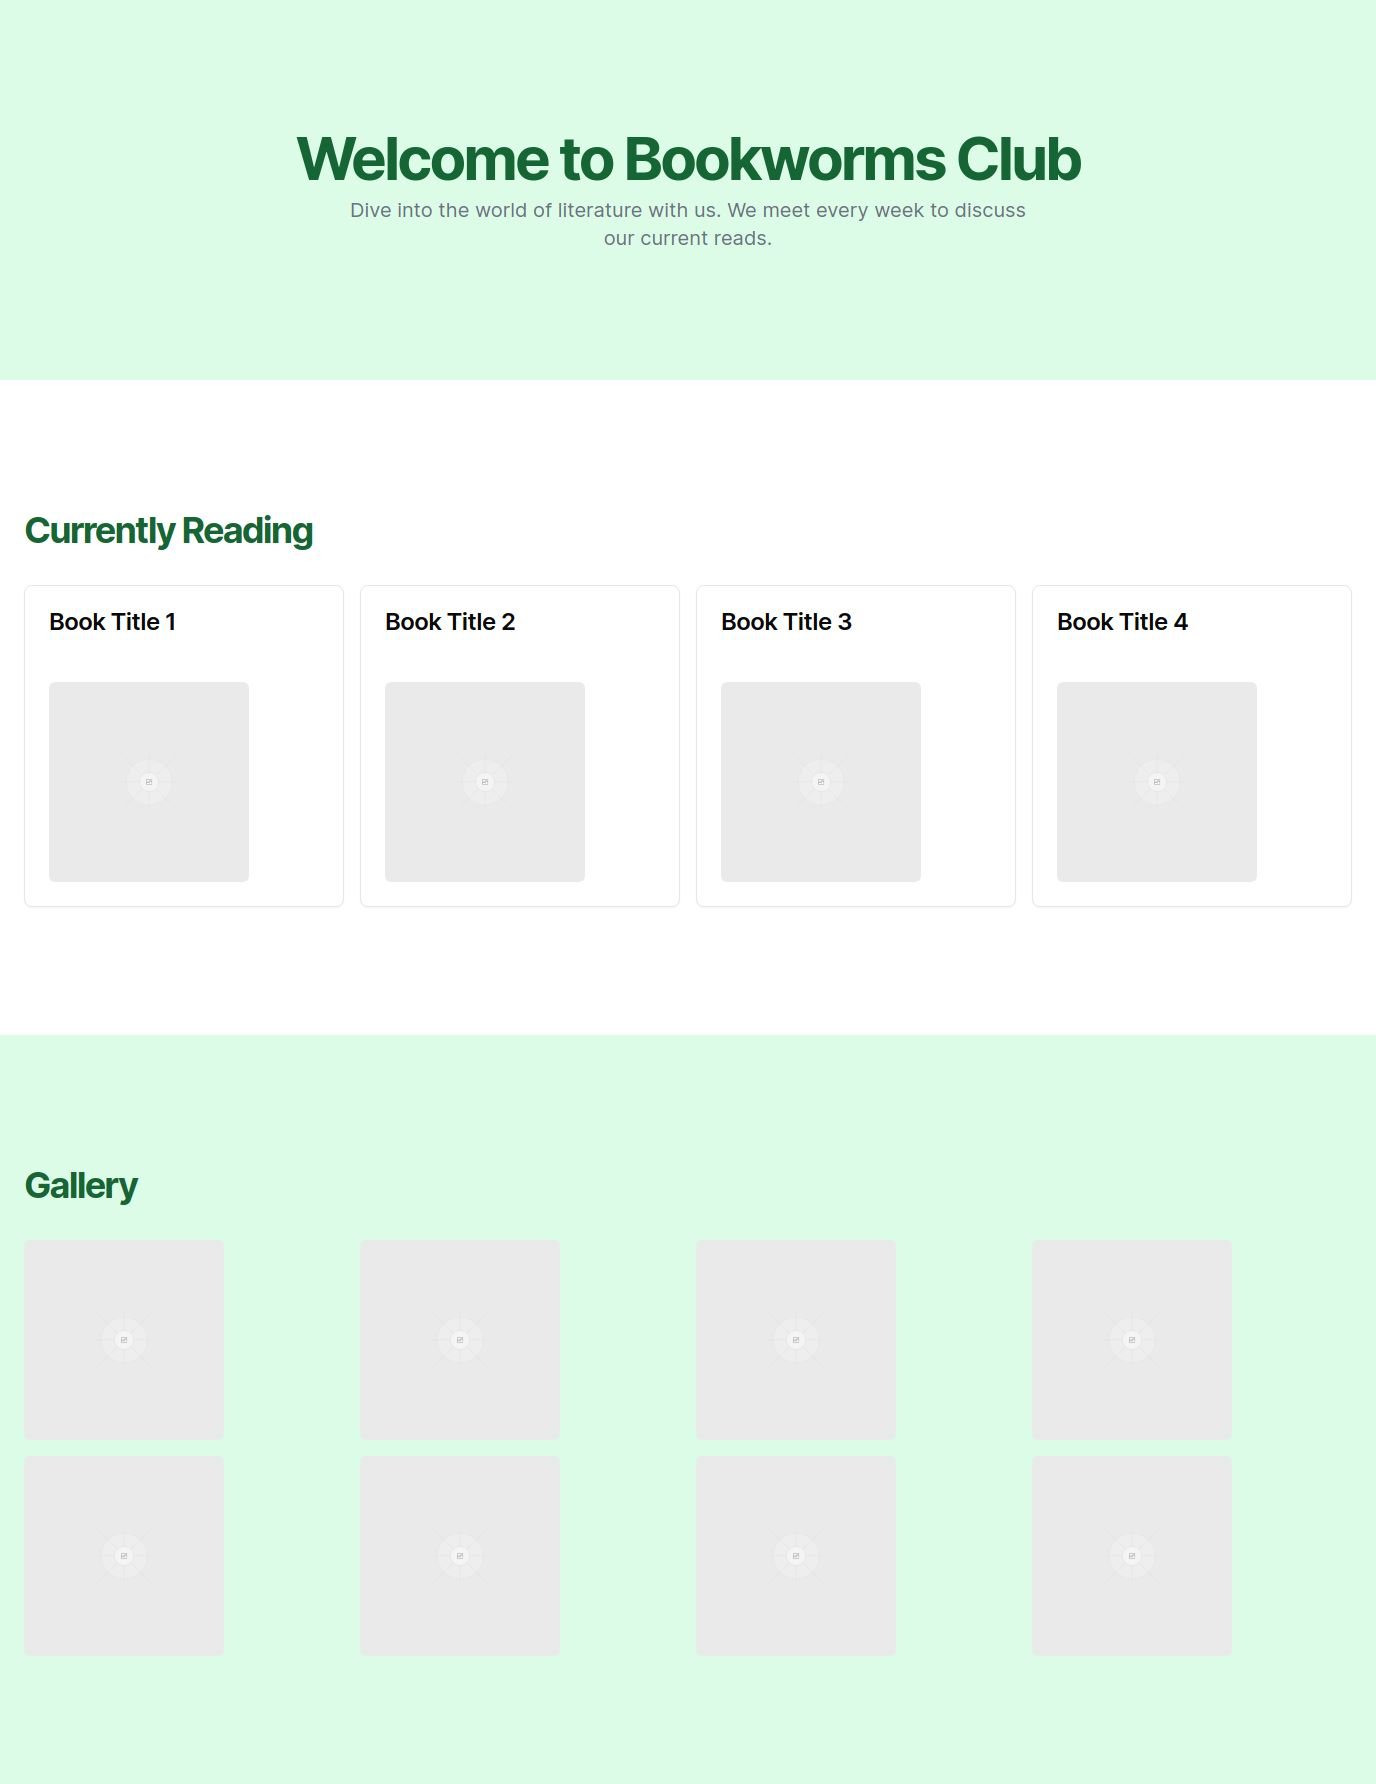 Welcome to Bookworms Club
Dive into the world of literature with us. We meet every week to discuss
our current reads.
Currently Reading
Book Title 1
Book Title 2
Book Title 3
Book Title 4
Gallery